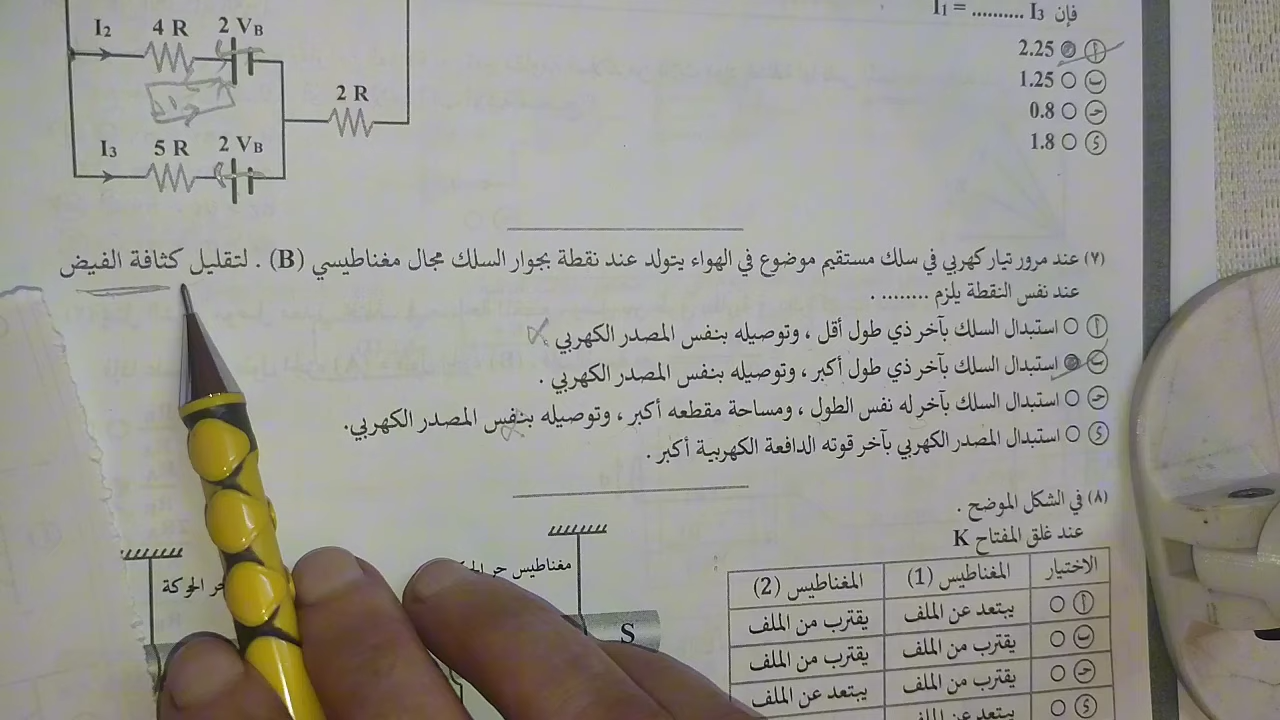 فإن I₁ = .......... I₃
أ 2.25
ب 1.25
جـ 0.8
د 1.8
I₂ 4 R 2 V_B
2 R
I₃ 5 R 2 V_B
(٧) عند مرور تيار كهربي في سلك مستقيم موضوع في الهواء يتولد عند نقطة بجوار السلك مجال مغناطيسي (B) . لتقليل كثافة الفيض
عند نفس النقطة يلزم ........ .
أ استبدال السلك بآخر ذي طول أقل ، وتوصيله بنفس المصدر الكهربي .
ب استبدال السلك بآخر ذي طول أكبر ، وتوصيله بنفس المصدر الكهربي .
جـ استبدال السلك بآخر له نفس الطول ، ومساحة مقطعه أكبر ، وتوصيله بنفس المصدر الكهربي.
د استبدال المصدر الكهربي بآخر قوته الدافعة الكهربية أكبر .
(٨) في الشكل الموضح .
عند غلق المفتاح K
الاختيار المغناطيس (1) المغناطيس (2)
أ يبتعد عن الملف يقترب من الملف
ب يقترب من الملف يقترب من الملف
جـ يقترب من الملف يبتعد عن الملف
د
مغناطيس حر
حر الحركة
S